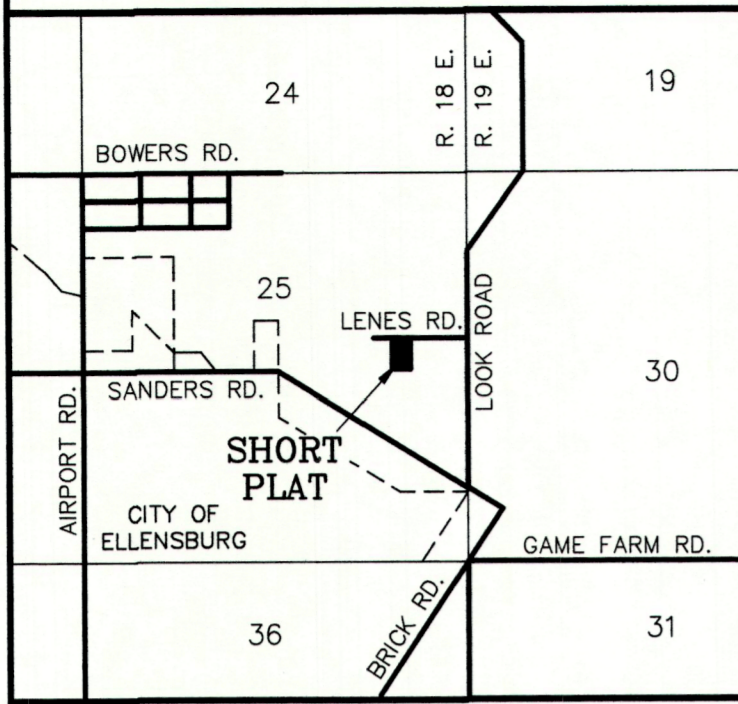 24
R. 18 E.
R. 19 E.
19
BOWERS RD.
25
LENES RD.
LOOK ROAD
30
SANDERS RD.
AIRPORT RD.
SHORT
PLAT
CITY OF
ELLENSBURG
GAME FARM RD.
36
BRICK RD.
31